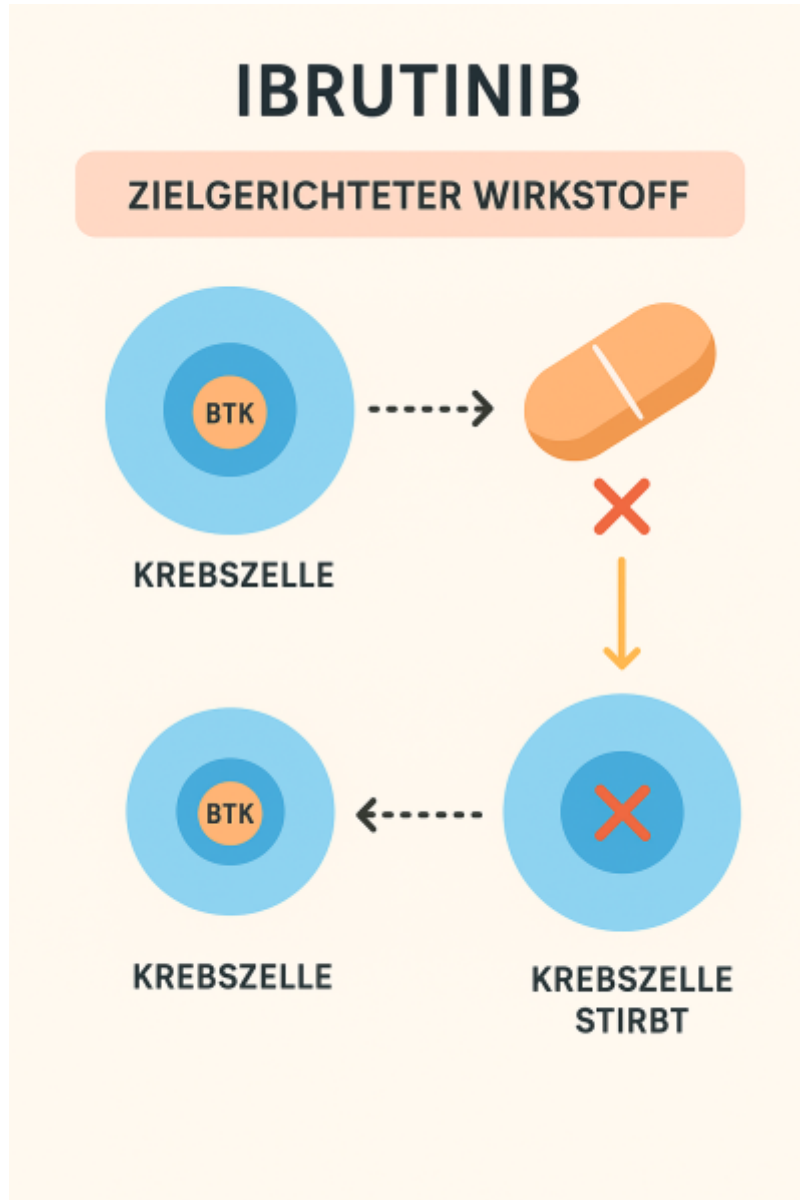 IBRUTINIB
ZIELGERICHTETER WIRKSTOFF
BTK
KREBSZELLE
BTK
KREBSZELLE
KREBSZELLE
STIRBT